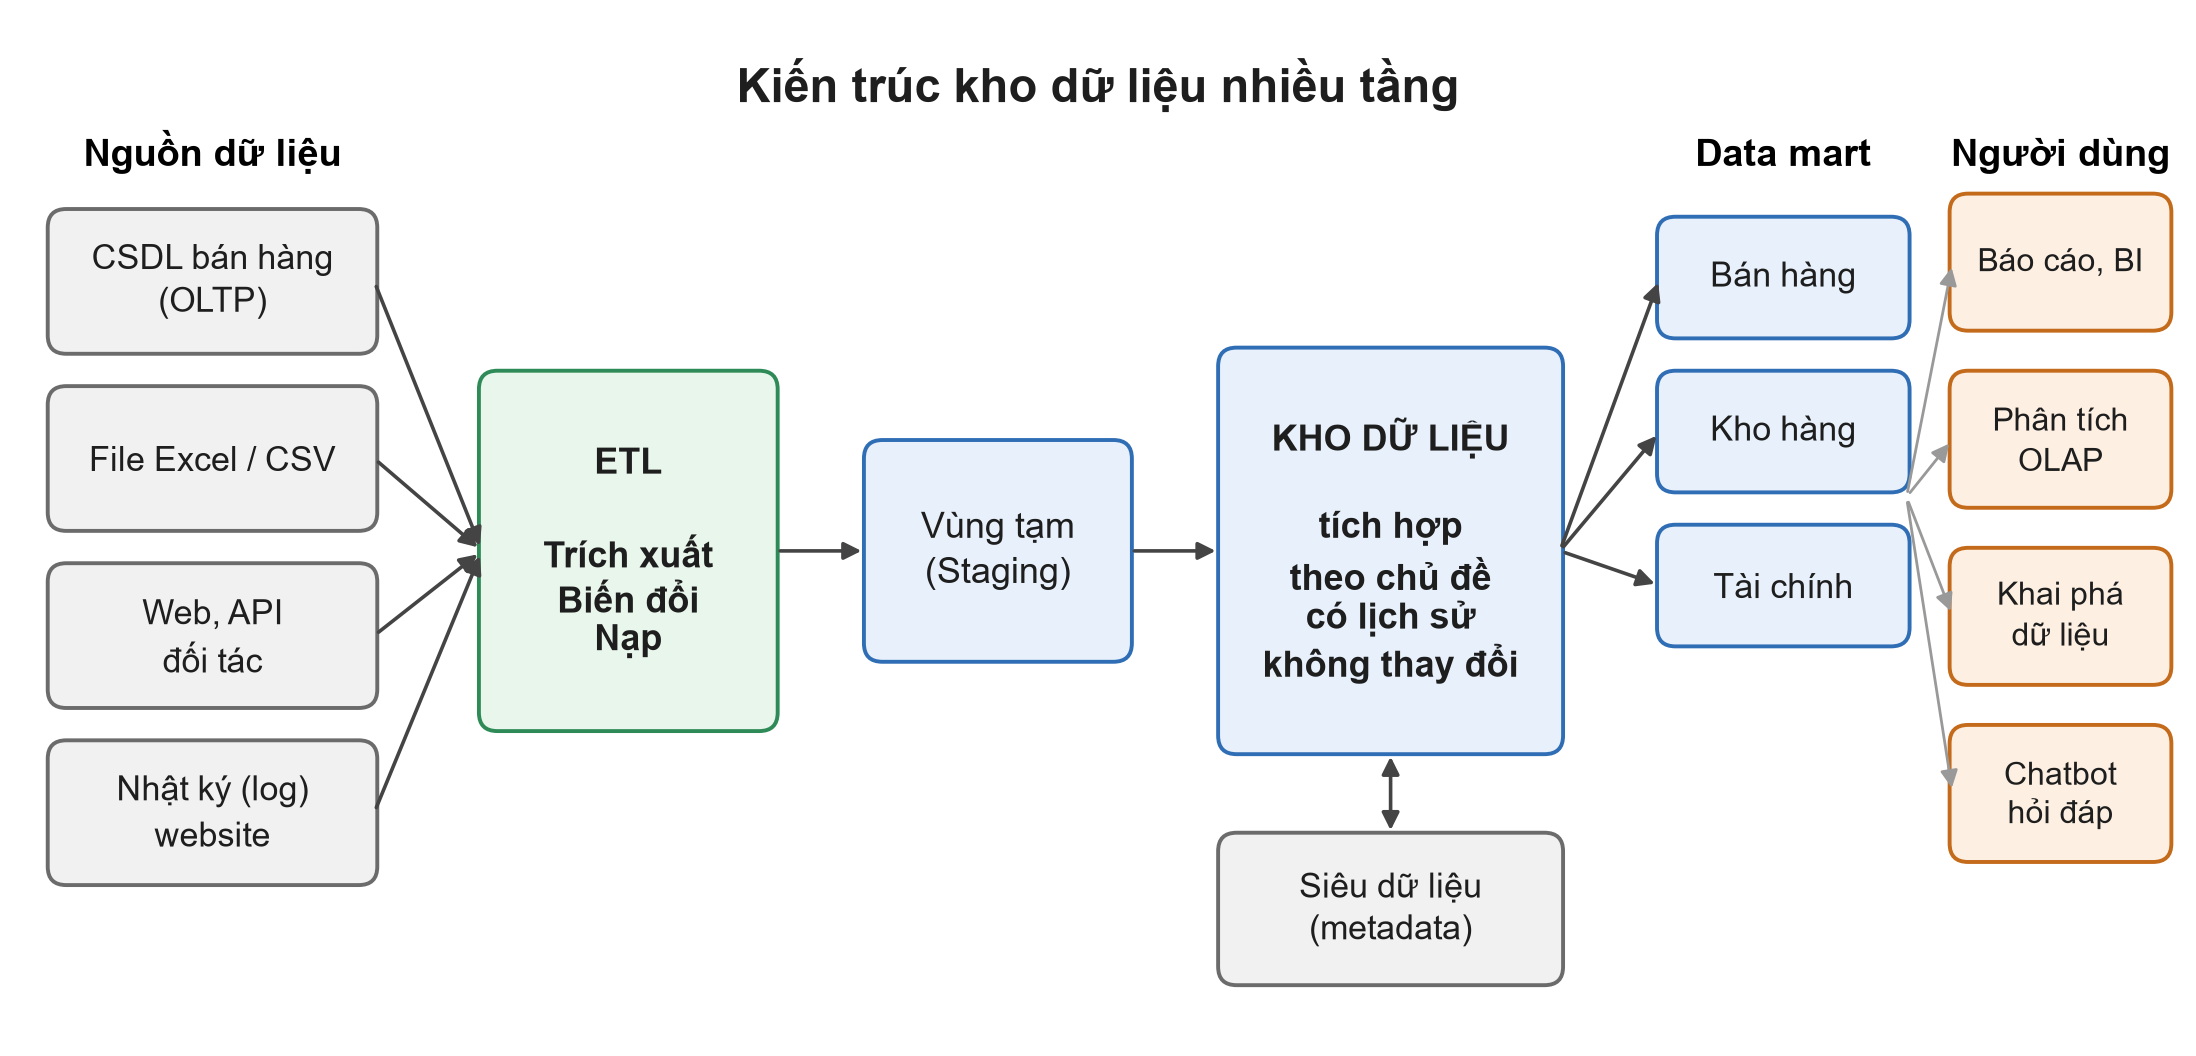 Kiến trúc kho dữ liệu nhiều tầng
Nguồn dữ liệu
CSDL bán hàng
(OLTP)
File Excel / CSV
Web, API
đối tác
Nhật ký (log)
website
ETL
Trích xuất
Biến đổi
Nạp
Vùng tạm
(Staging)
KHO DỮ LIỆU
tích hợp
theo chủ đề
có lịch sử
không thay đổi
Siêu dữ liệu
(metadata)
Data mart
Bán hàng
Kho hàng
Tài chính
Người dùng
Báo cáo, BI
Phân tích
OLAP
Khai phá
dữ liệu
Chatbot
hỏi đáp